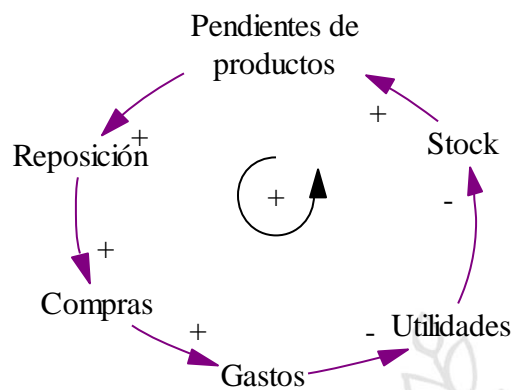 Pendientes de
productos
+
+
Reposición
Stock
+
-
+
Compras
Utilidades
+
-
Gastos